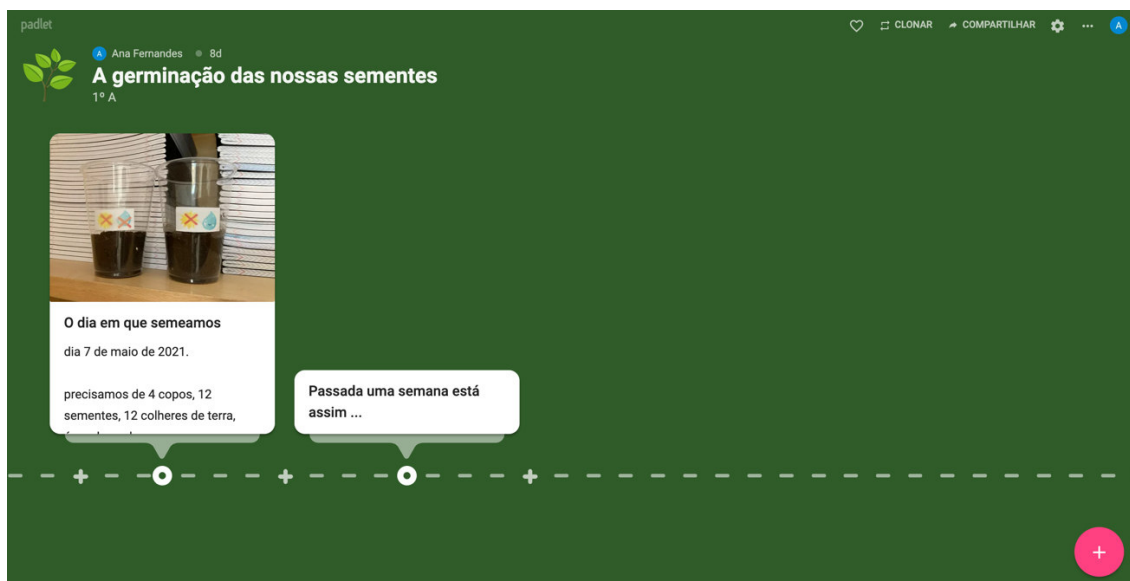 padlet
CLONAR
COMPARTILHAR
A
A
Ana Fernandes
8d
A germinação das nossas sementes
1º A
O dia em que semeamos
dia 7 de maio de 2021.
precisamos de 4 copos, 12
sementes, 12 colheres de terra,
Passada uma semana está
assim ...